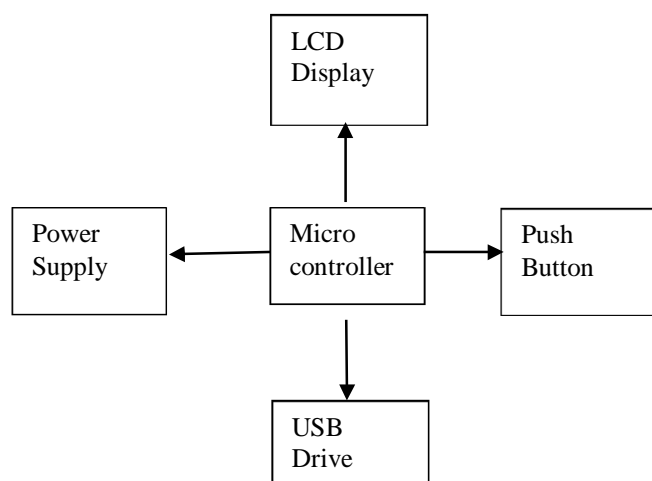 LCD
Display
Power
Supply
Micro
controller
Push
Button
USB
Drive